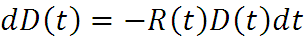 dD(t) = −R(t)D(t)dt